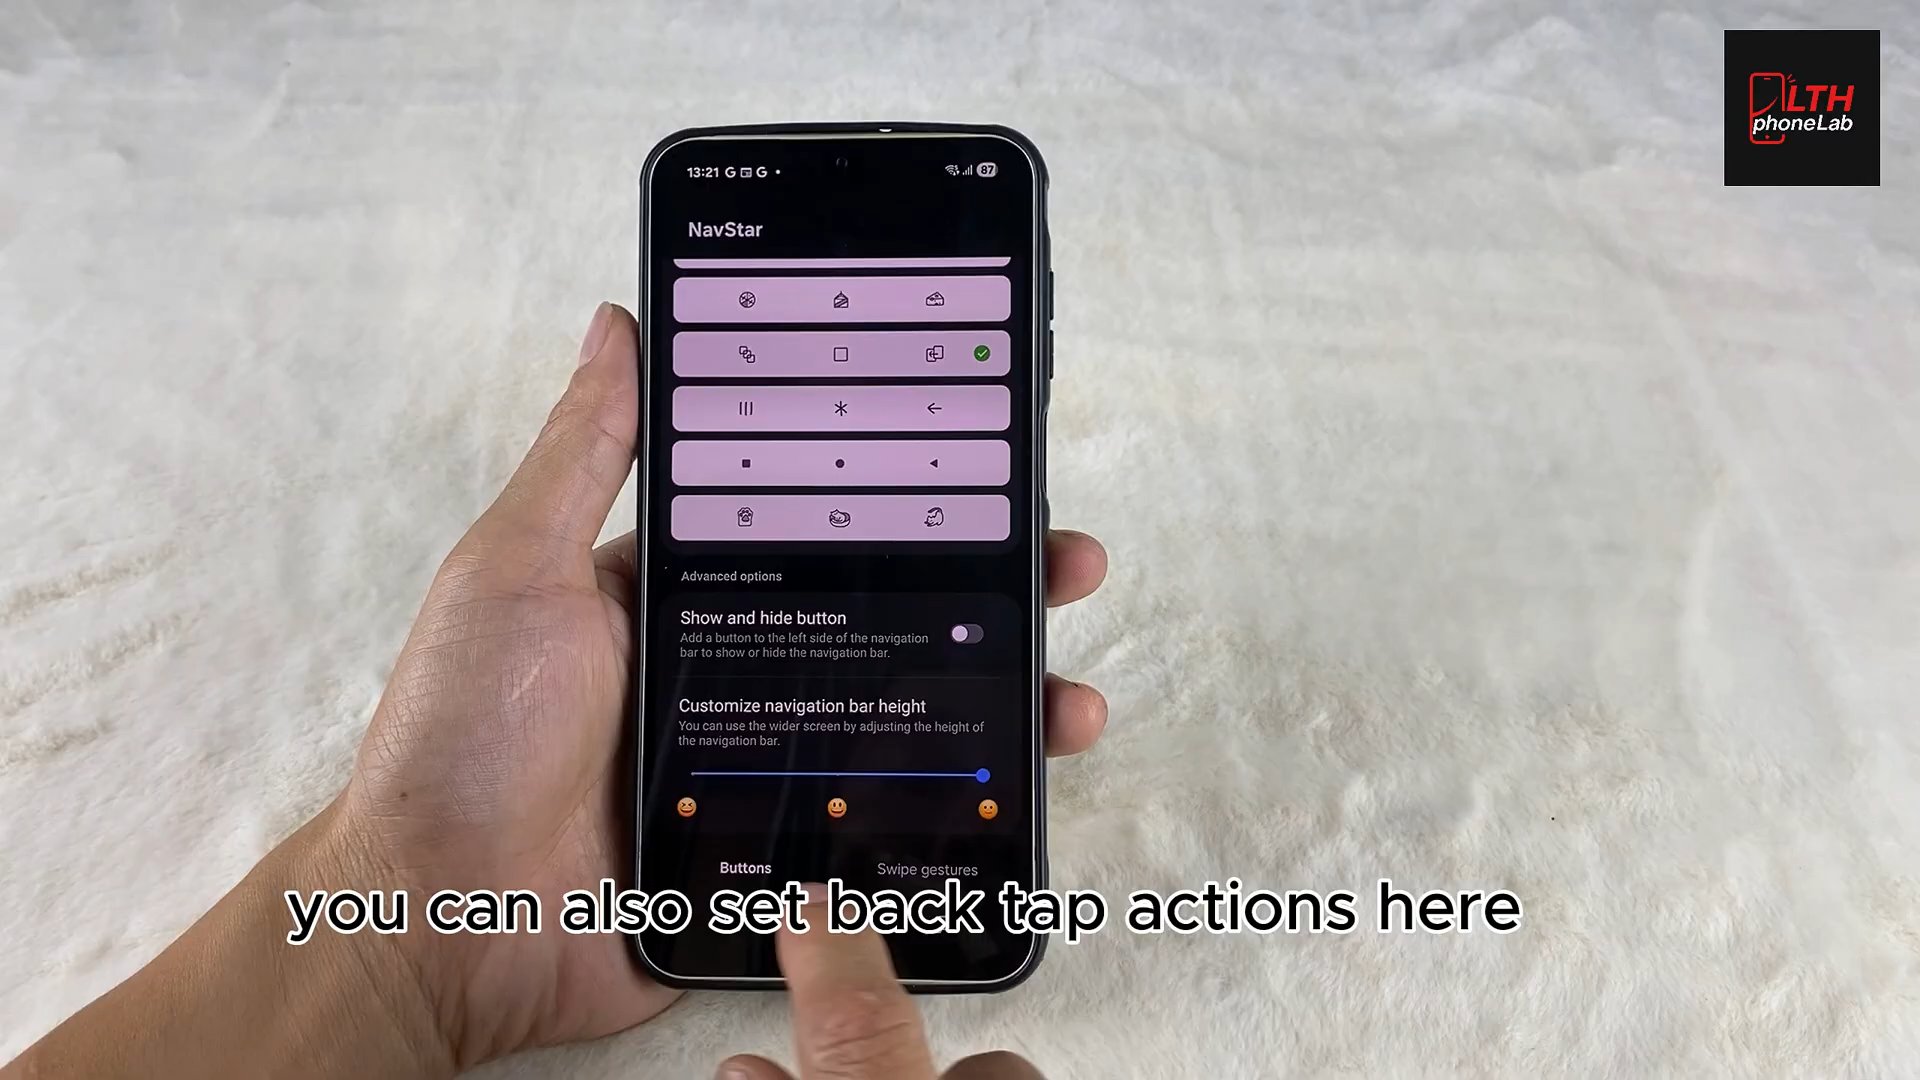 LTH
phoneLab
13:21 G G
87
NavStar
Advanced options
Show and hide button
Add a button to the left side of the navigation
bar to show or hide the navigation bar.
Customize navigation bar height
You can use the wider screen by adjusting the height of
the navigation bar.
Buttons
Swipe gestures
you can also set back tap actions here